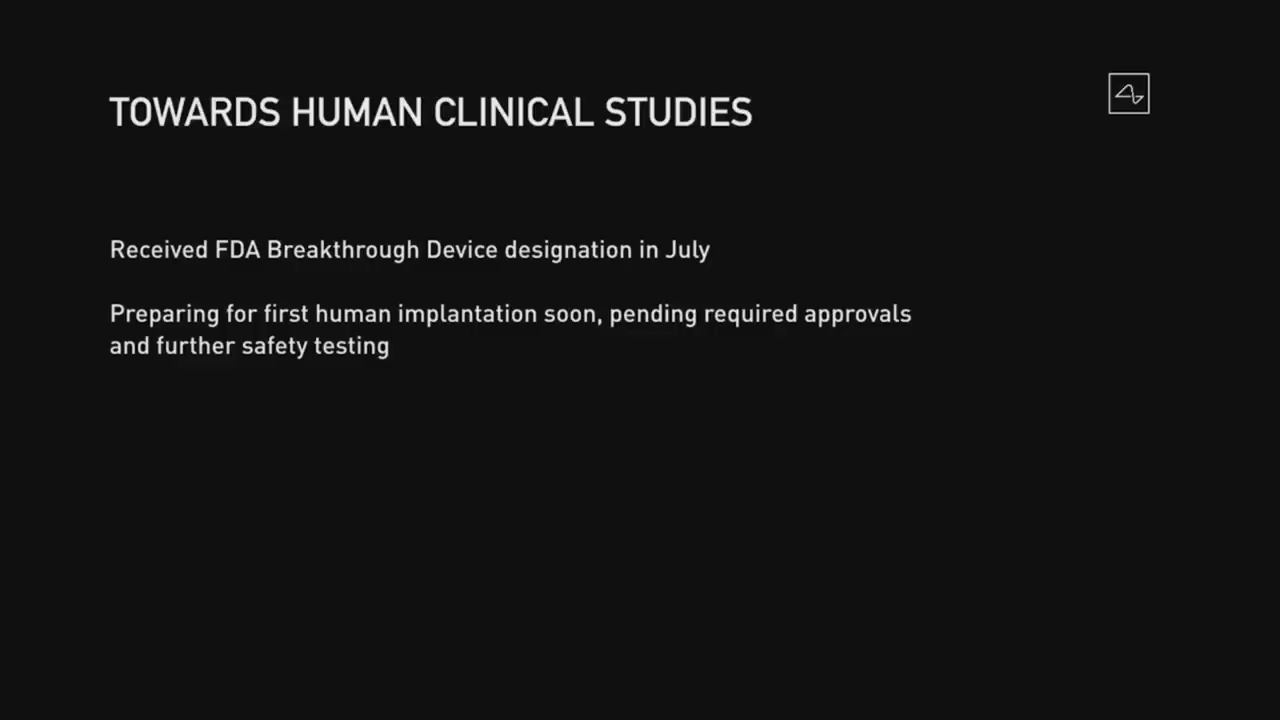 TOWARDS HUMAN CLINICAL STUDIES
Received FDA Breakthrough Device designation in July
Preparing for first human implantation soon, pending required approvals
and further safety testing